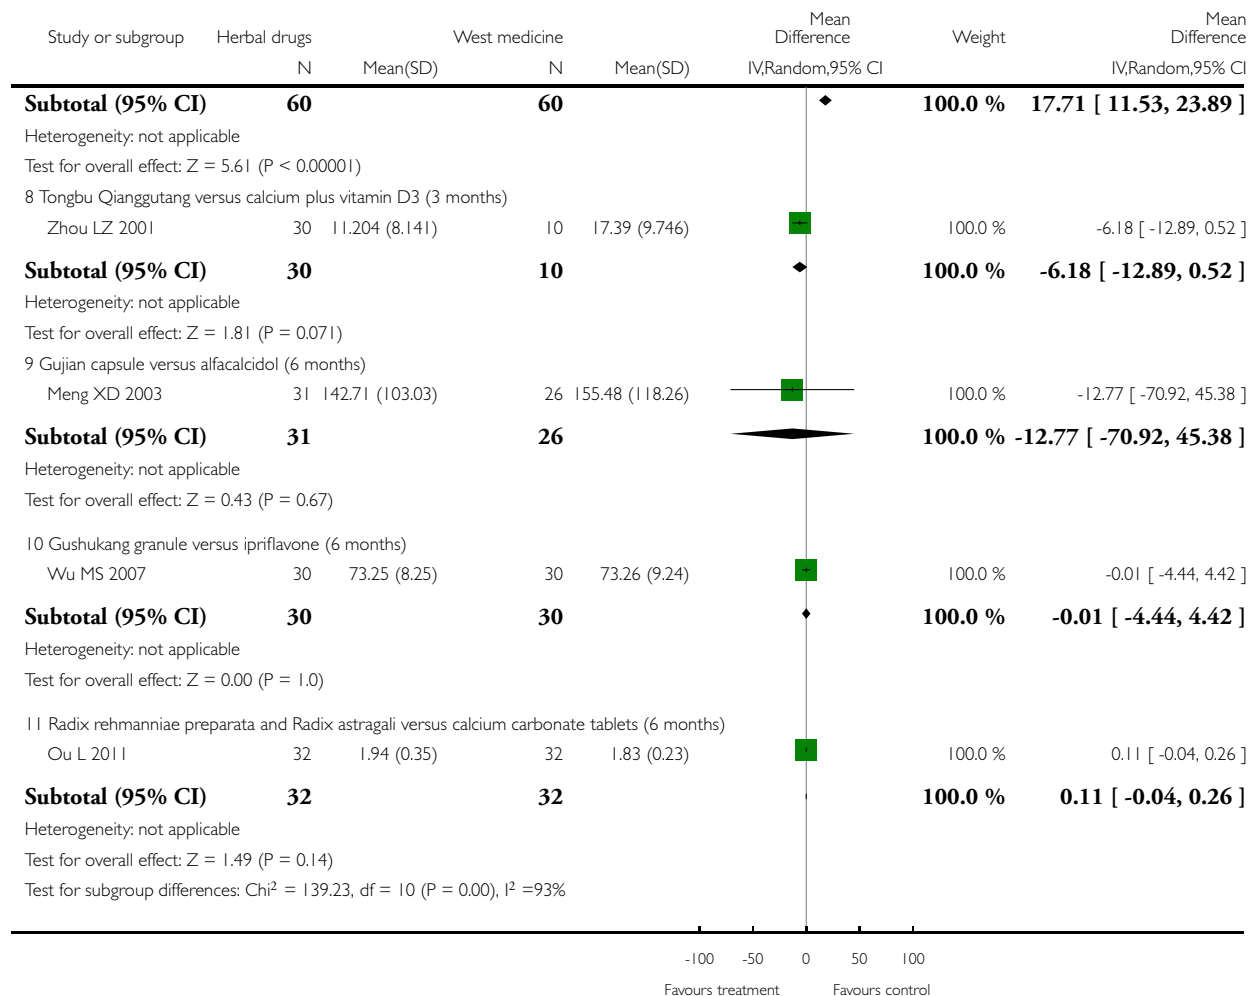 Study or subgroup Herbal drugs West medicine Mean Difference Weight Mean Difference
N Mean(SD) N Mean(SD) IV,Random,95% CI IV,Random,95% CI
Subtotal (95% CI) 60 60 100.0 % 17.71 [ 11.53, 23.89 ]
Heterogeneity: not applicable
Test for overall effect: Z = 5.61 (P < 0.00001)
8 Tongbu Qianggutang versus calcium plus vitamin D3 (3 months)
Zhou LZ 2001 30 11.204 (8.141) 10 17.39 (9.746) 100.0 % -6.18 [ -12.89, 0.52 ]
Subtotal (95% CI) 30 10 100.0 % -6.18 [ -12.89, 0.52 ]
Heterogeneity: not applicable
Test for overall effect: Z = 1.81 (P = 0.071)
9 Gujian capsule versus alfacalcidol (6 months)
Meng XD 2003 31 142.71 (103.03) 26 155.48 (118.26) 100.0 % -12.77 [ -70.92, 45.38 ]
Subtotal (95% CI) 31 26 100.0 % -12.77 [ -70.92, 45.38 ]
Heterogeneity: not applicable
Test for overall effect: Z = 0.43 (P = 0.67)
10 Gushukang granule versus ipriflavone (6 months)
Wu MS 2007 30 73.25 (8.25) 30 73.26 (9.24) 100.0 % -0.01 [ -4.44, 4.42 ]
Subtotal (95% CI) 30 30 100.0 % -0.01 [ -4.44, 4.42 ]
Heterogeneity: not applicable
Test for overall effect: Z = 0.00 (P = 1.0)
11 Radix rehmanniae preparata and Radix astragali versus calcium carbonate tablets (6 months)
Ou L 2011 32 1.94 (0.35) 32 1.83 (0.23) 100.0 % 0.11 [ -0.04, 0.26 ]
Subtotal (95% CI) 32 32 100.0 % 0.11 [ -0.04, 0.26 ]
Heterogeneity: not applicable
Test for overall effect: Z = 1.49 (P = 0.14)
Test for subgroup differences: Chi² = 139.23, df = 10 (P = 0.00), I² =93%
-100 -50 0 50 100
Favours treatment Favours control